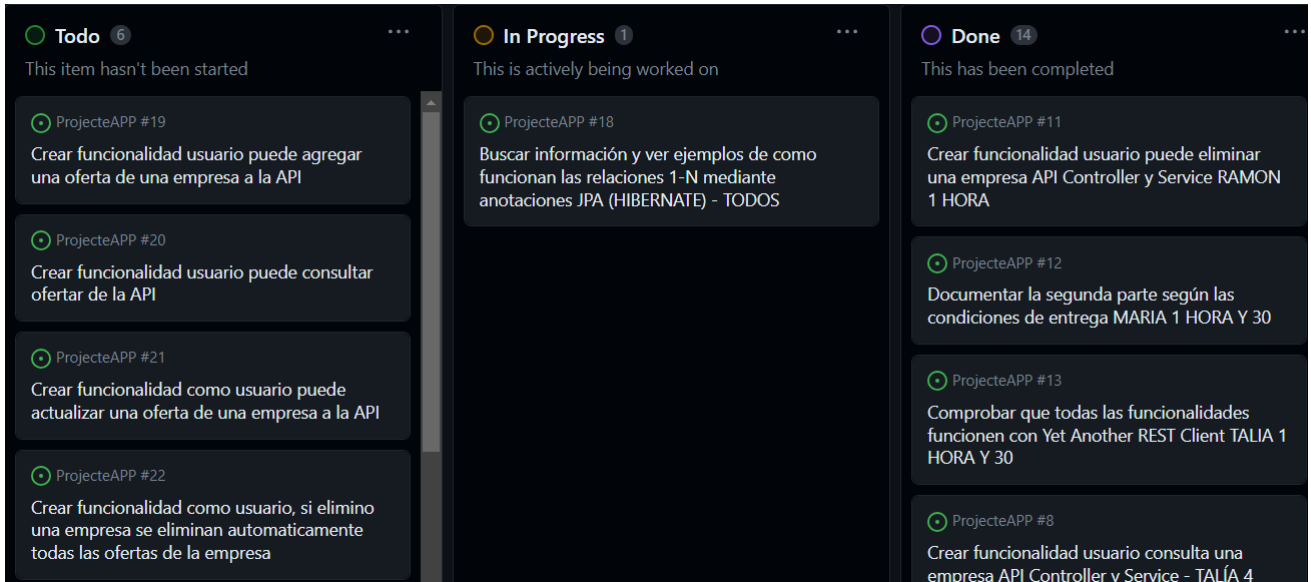 Todo 6
This item hasn't been started
ProjecteAPP #19
Crear funcionalidad usuario puede agregar
una oferta de una empresa a la API
ProjecteAPP #20
Crear funcionalidad usuario puede consultar
ofertar de la API
ProjecteAPP #21
Crear funcionalidad como usuario puede
actualizar una oferta de una empresa a la API
ProjecteAPP #22
Crear funcionalidad como usuario, si elimino
una empresa se eliminan automaticamente
todas las ofertas de la empresa
In Progress 1
This is actively being worked on
ProjecteAPP #18
Buscar información y ver ejemplos de como
funcionan las relaciones 1-N mediante
anotaciones JPA (HIBERNATE) - TODOS
Done 14
This has been completed
ProjecteAPP #11
Crear funcionalidad usuario puede eliminar
una empresa API Controller y Service RAMON
1 HORA
ProjecteAPP #12
Documentar la segunda parte según las
condiciones de entrega MARIA 1 HORA Y 30
ProjecteAPP #13
Comprobar que todas las funcionalidades
funcionen con Yet Another REST Client TALIA 1
HORA Y 30
ProjecteAPP #8
Crear funcionalidad usuario consulta una
empresa API Controller y Service - TALÍA 4